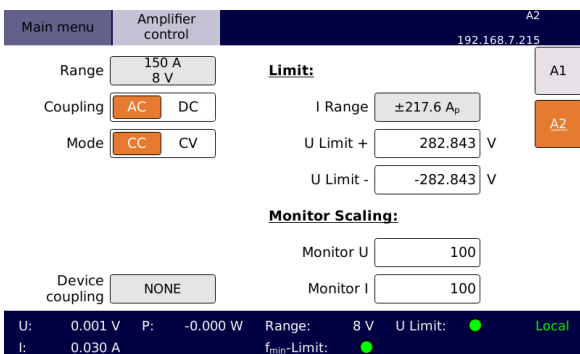 Main menu
Amplifier
control
A2
192.168.7.215
Range
150 A
8 V
Limit:
A1
Coupling
AC
DC
I Range
±217.6 Aₚ
A2
Mode
CC
CV
U Limit +
282.843
V
U Limit -
-282.843
V
Monitor Scaling:
Monitor U
100
Device
coupling
NONE
Monitor I
100
U: 0.001 V P: -0.000 W Range: 8 V U Limit: Local
I: 0.030 A fₘᵢₙ-Limit: